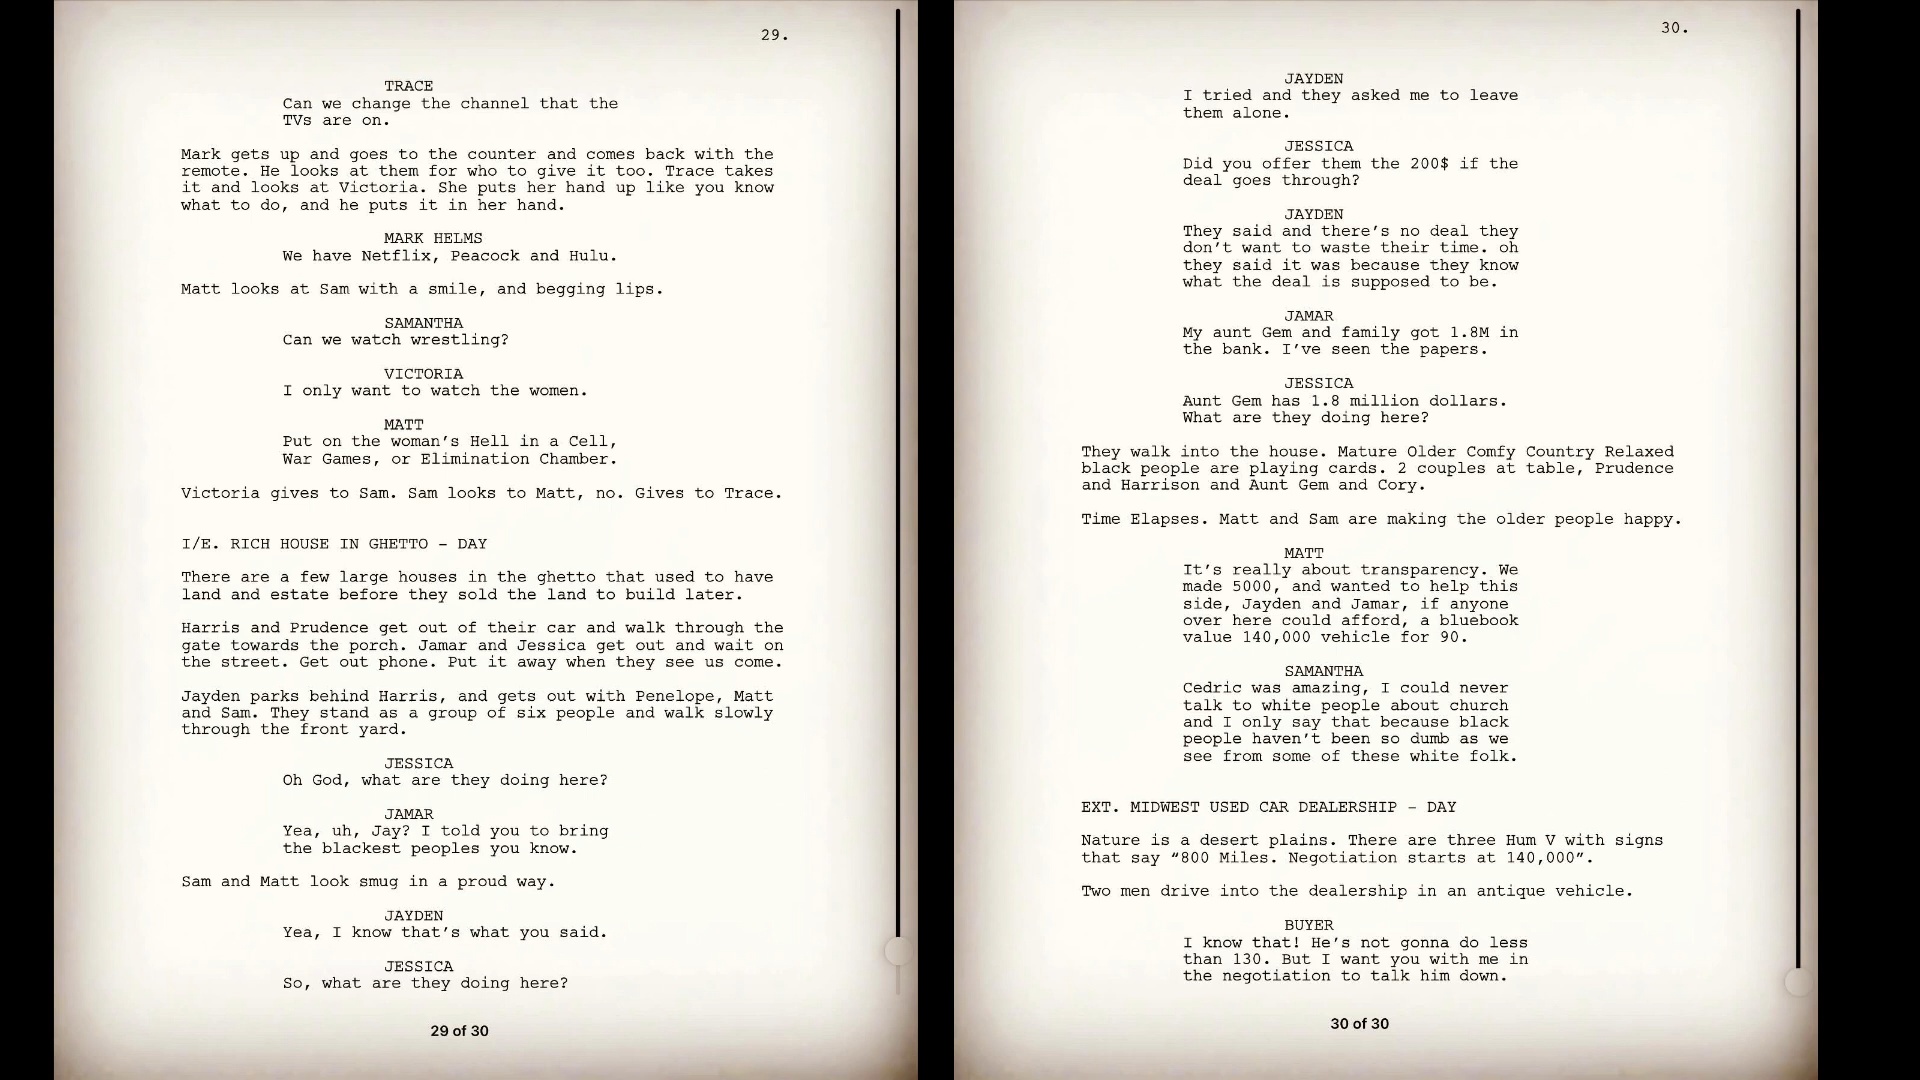 29.
TRACE
Can we change the channel that the
TVs are on.
Mark gets up and goes to the counter and comes back with the
remote. He looks at them for who to give it too. Trace takes
it and looks at Victoria. She puts her hand up like you know
what to do, and he puts it in her hand.
MARK HELMS
We have Netflix, Peacock and Hulu.
Matt looks at Sam with a smile, and begging lips.
SAMANTHA
Can we watch wrestling?
VICTORIA
I only want to watch the women.
MATT
Put on the woman's Hell in a Cell,
War Games, or Elimination Chamber.
Victoria gives to Sam. Sam looks to Matt, no. Gives to Trace.
I/E. RICH HOUSE IN GHETTO - DAY
There are a few large houses in the ghetto that used to have
land and estate before they sold the land to build later.
Harris and Prudence get out of their car and walk through the
gate towards the porch. Jamar and Jessica get out and wait on
the street. Get out phone. Put it away when they see us come.
Jayden parks behind Harris, and gets out with Penelope, Matt
and Sam. They stand as a group of six people and walk slowly
through the front yard.
JESSICA
Oh God, what are they doing here?
JAMAR
Yea, uh, Jay? I told you to bring
the blackest peoples you know.
Sam and Matt look smug in a proud way.
JAYDEN
Yea, I know that's what you said.
JESSICA
So, what are they doing here?
29 of 30
30.
JAYDEN
I tried and they asked me to leave
them alone.
JESSICA
Did you offer them the 200$ if the
deal goes through?
JAYDEN
They said and there's no deal they
don't want to waste their time. oh
they said it was because they know
what the deal is supposed to be.
JAMAR
My aunt Gem and family got 1.8M in
the bank. I've seen the papers.
JESSICA
Aunt Gem has 1.8 million dollars.
What are they doing here?
They walk into the house. Mature Older Comfy Country Relaxed
black people are playing cards. 2 couples at table, Prudence
and Harrison and Aunt Gem and Cory.
Time Elapses. Matt and Sam are making the older people happy.
MATT
It's really about transparency. We
made 5000, and wanted to help this
side, Jayden and Jamar, if anyone
over here could afford, a bluebook
value 140,000 vehicle for 90.
SAMANTHA
Cedric was amazing, I could never
talk to white people about church
and I only say that because black
people haven't been so dumb as we
see from some of these white folk.
EXT. MIDWEST USED CAR DEALERSHIP - DAY
Nature is a desert plains. There are three Hum V with signs
that say “800 Miles. Negotiation starts at 140,000”.
Two men drive into the dealership in an antique vehicle.
BUYER
I know that! He's not gonna do less
than 130. But I want you with me in
the negotiation to talk him down.
30 of 30